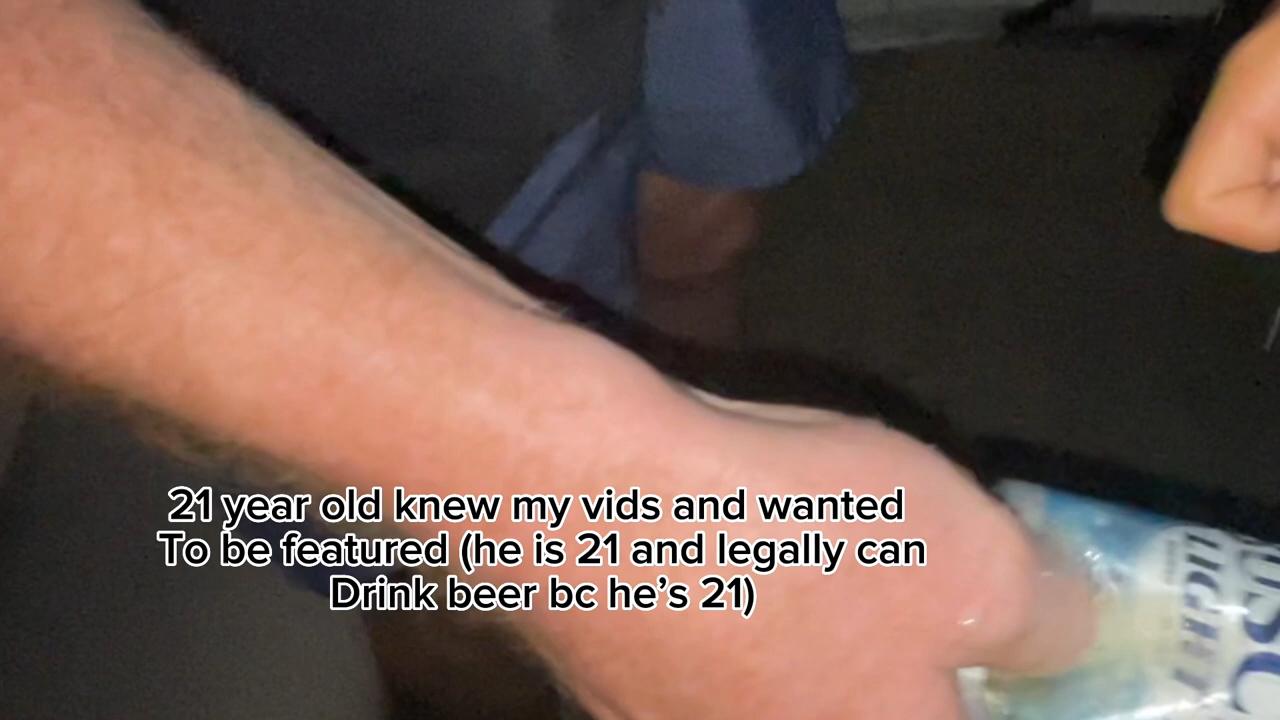 21 year old knew my vids and wanted
To be featured (he is 21 and legally can
Drink beer bc he's 21)
LIGHT